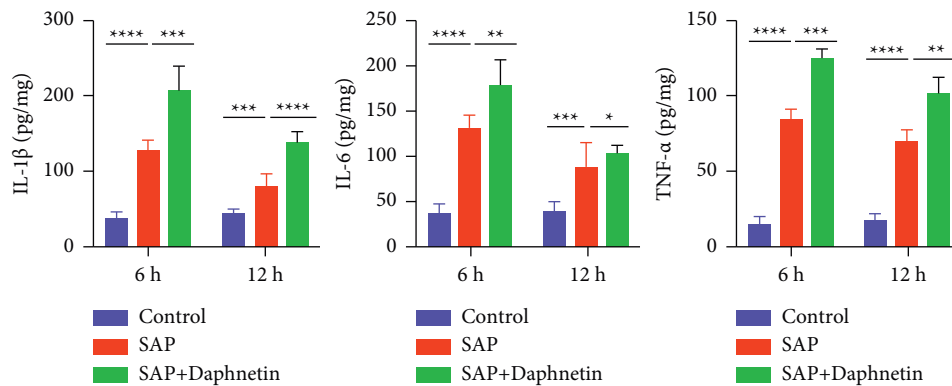 IL-1β (pg/mg)
300
200
100
0
**** ***
*** ****
6 h 12 h
Control
SAP
SAP+Daphnetin
IL-6 (pg/mg)
250
200
150
100
50
0
**** **
*** *
6 h 12 h
Control
SAP
SAP+Daphnetin
TNF-α (pg/mg)
150
100
50
0
**** ***
**** **
6 h 12 h
Control
SAP
SAP+Daphnetin